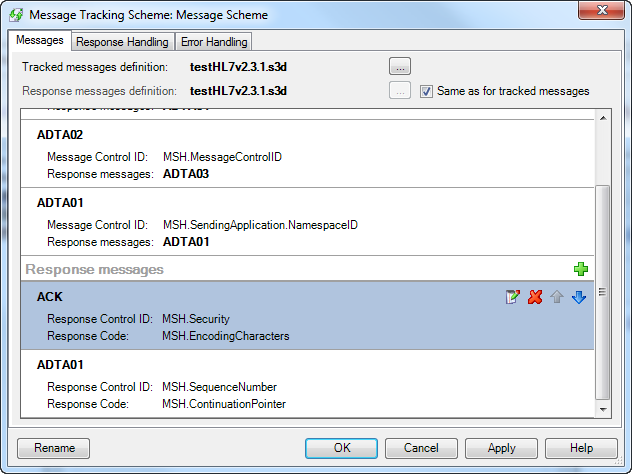 Message Tracking Scheme: Message Scheme
Messages Response Handling Error Handling
Tracked messages definition: testHL7v2.3.1.s3d ...
Response messages definition: testHL7v2.3.1.s3d ... Same as for tracked messages
ADTA02
Message Control ID: MSH.MessageControlID
Response messages: ADTA03
ADTA01
Message Control ID: MSH.SendingApplication.NamespaceID
Response messages: ADTA01
Response messages
ACK
Response Control ID: MSH.Security
Response Code: MSH.EncodingCharacters
ADTA01
Response Control ID: MSH.SequenceNumber
Response Code: MSH.ContinuationPointer
Rename OK Cancel Apply Help